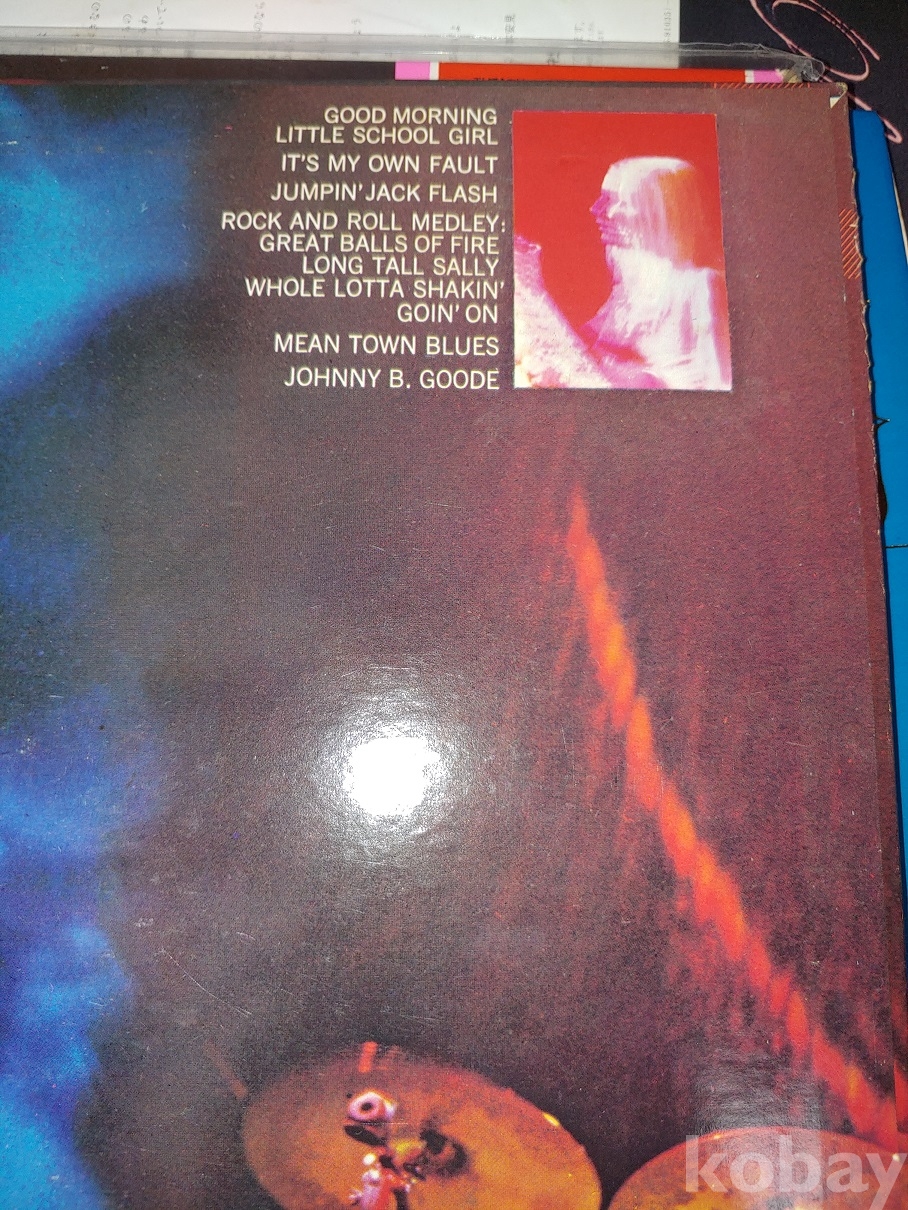 GOOD MORNING
LITTLE SCHOOL GIRL
IT'S MY OWN FAULT
JUMPIN' JACK FLASH
ROCK AND ROLL MEDLEY:
GREAT BALLS OF FIRE
LONG TALL SALLY
WHOLE LOTTA SHAKIN'
GOIN' ON
MEAN TOWN BLUES
JOHNNY B. GOODE
kobay